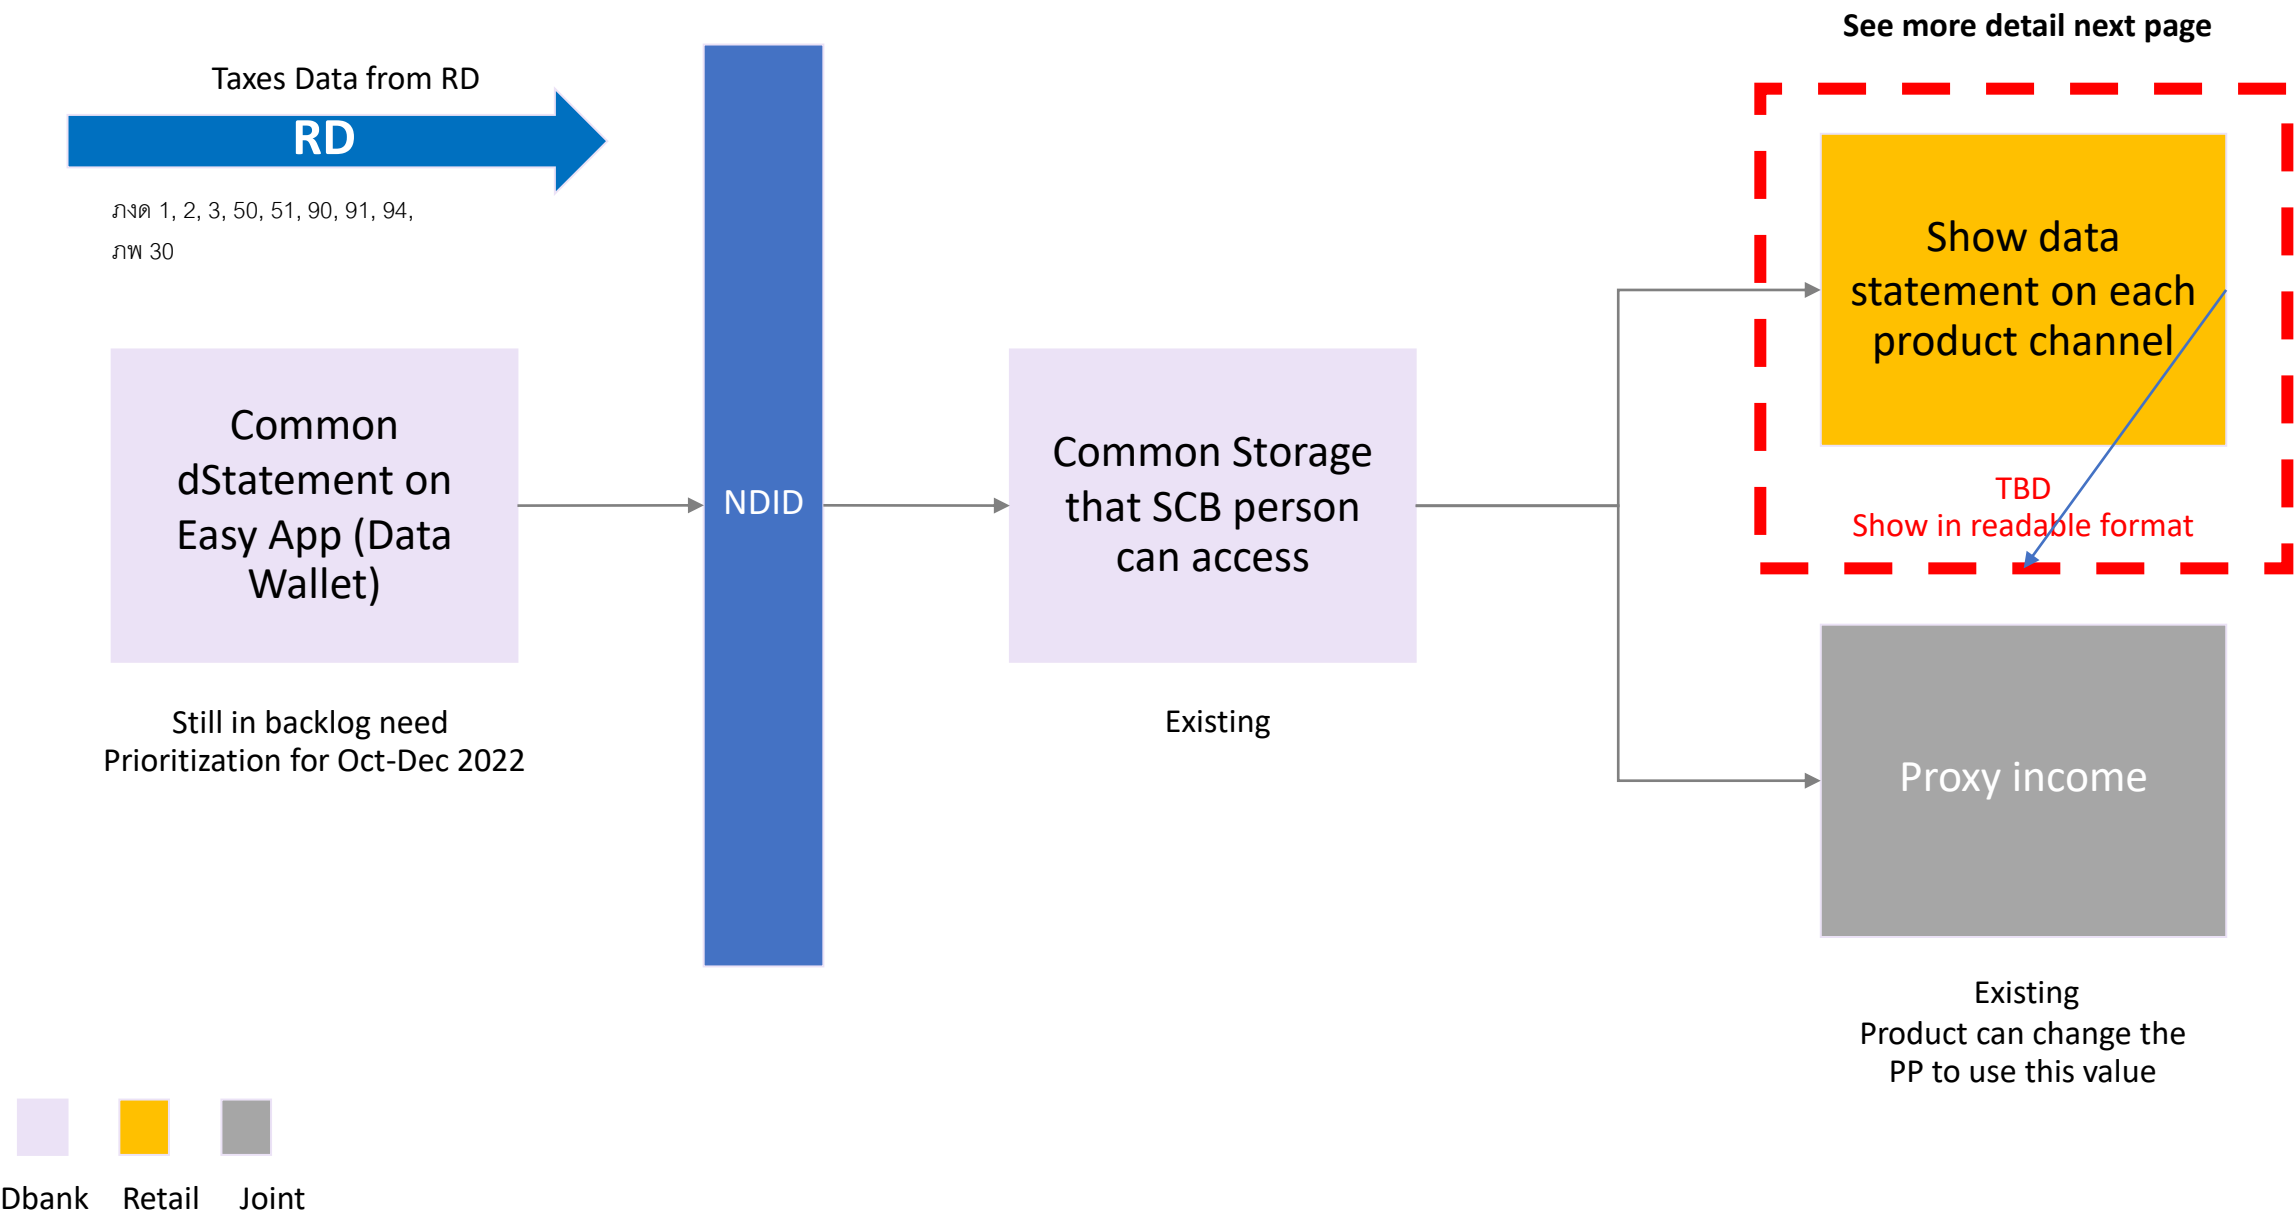 See more detail next page
Taxes Data from RD
RD
ภงด 1, 2, 3, 50, 51, 90, 91, 94,
ภพ 30
Common
dStatement on
Easy App (Data
Wallet)
Still in backlog need
Prioritization for Oct-Dec 2022
NDID
Common Storage
that SCB person
can access
Existing
Show data
statement on each
product channel
TBD
Show in readable format
Proxy income
Existing
Product can change the
PP to use this value
Dbank Retail Joint